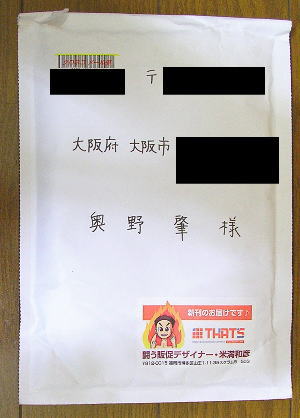 〒
大阪府 大阪市
奥野 肇 様
新刊のお届けです♪
THAT'S
闘う販促デザイナー・米満和彦